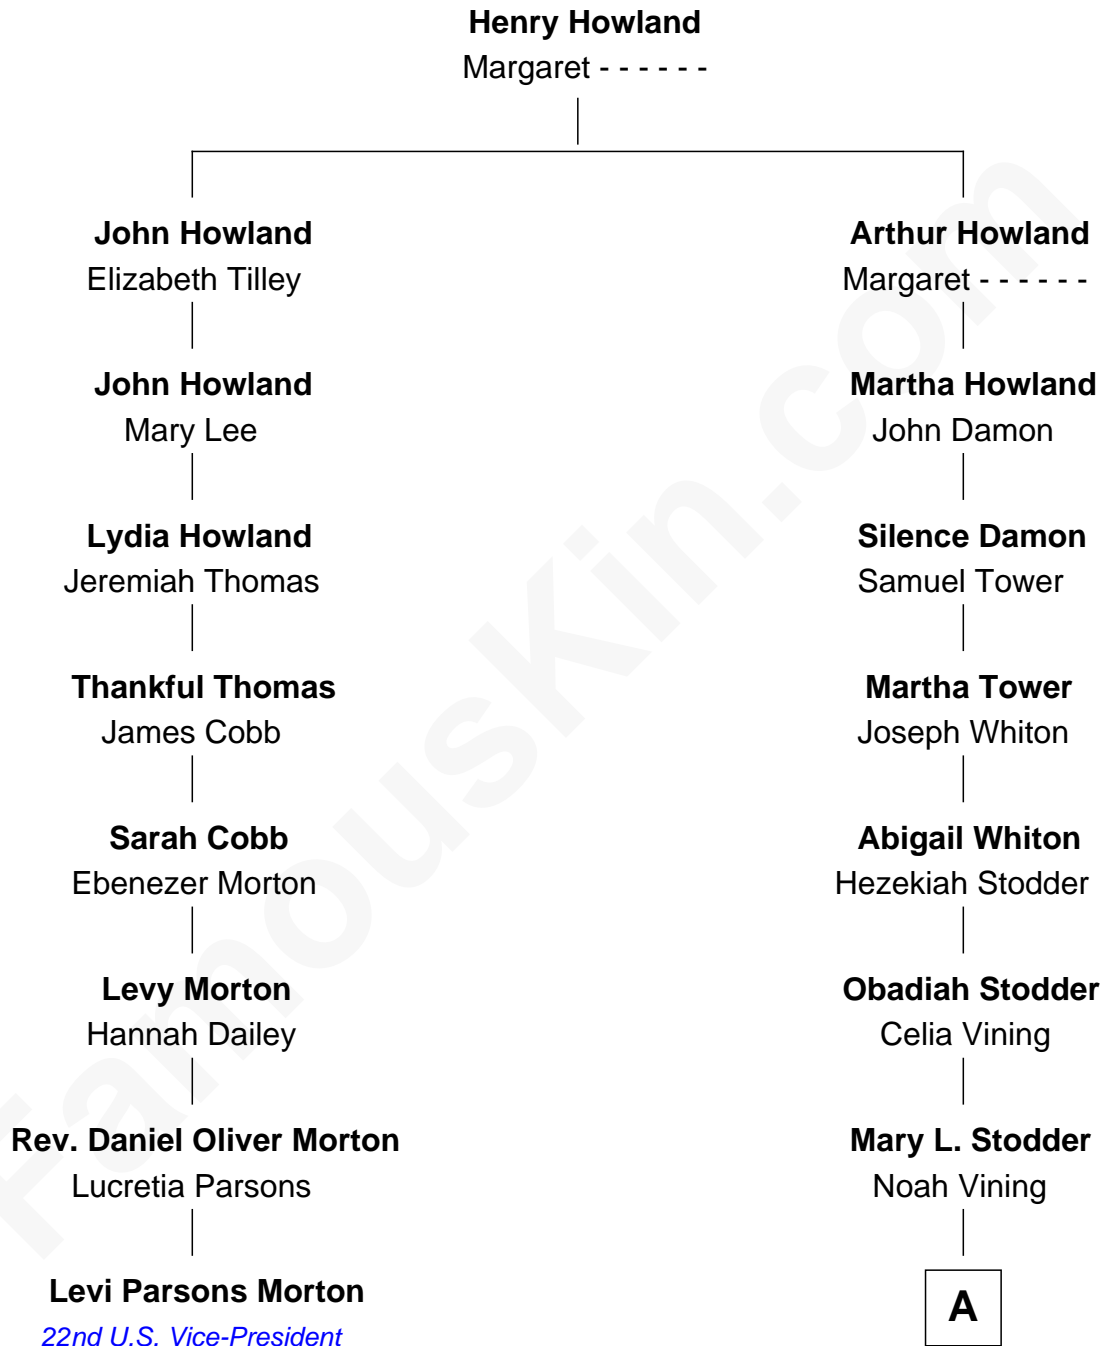 Henry Howland
Margaret - - - - - -
John Howland
Elizabeth Tilley
Arthur Howland
Margaret - - - - - -
John Howland
Mary Lee
Martha Howland
John Damon
Lydia Howland
Jeremiah Thomas
Silence Damon
Samuel Tower
Thankful Thomas
James Cobb
Martha Tower
Joseph Whiton
Sarah Cobb
Ebenezer Morton
Abigail Whiton
Hezekiah Stodder
Levy Morton
Hannah Dailey
Obadiah Stodder
Celia Vining
Rev. Daniel Oliver Morton
Lucretia Parsons
Mary L. Stodder
Noah Vining
Levi Parsons Morton
22nd U.S. Vice-President
A
FamousKin.com